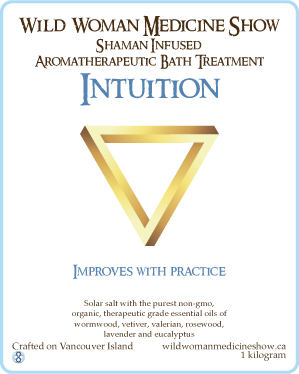 Wild Woman Medicine Show
Shaman Infused
Aromatherapeutic Bath Treatment
Intuition
Improves with practice
Solar salt with the purest non-gmo,
organic, therapeutic grade essential oils of
wormwood, vetiver, valerian, rosewood,
lavender and eucalyptus
Crafted on Vancouver Island wildwomanmedicineshow.ca
1 kilogram